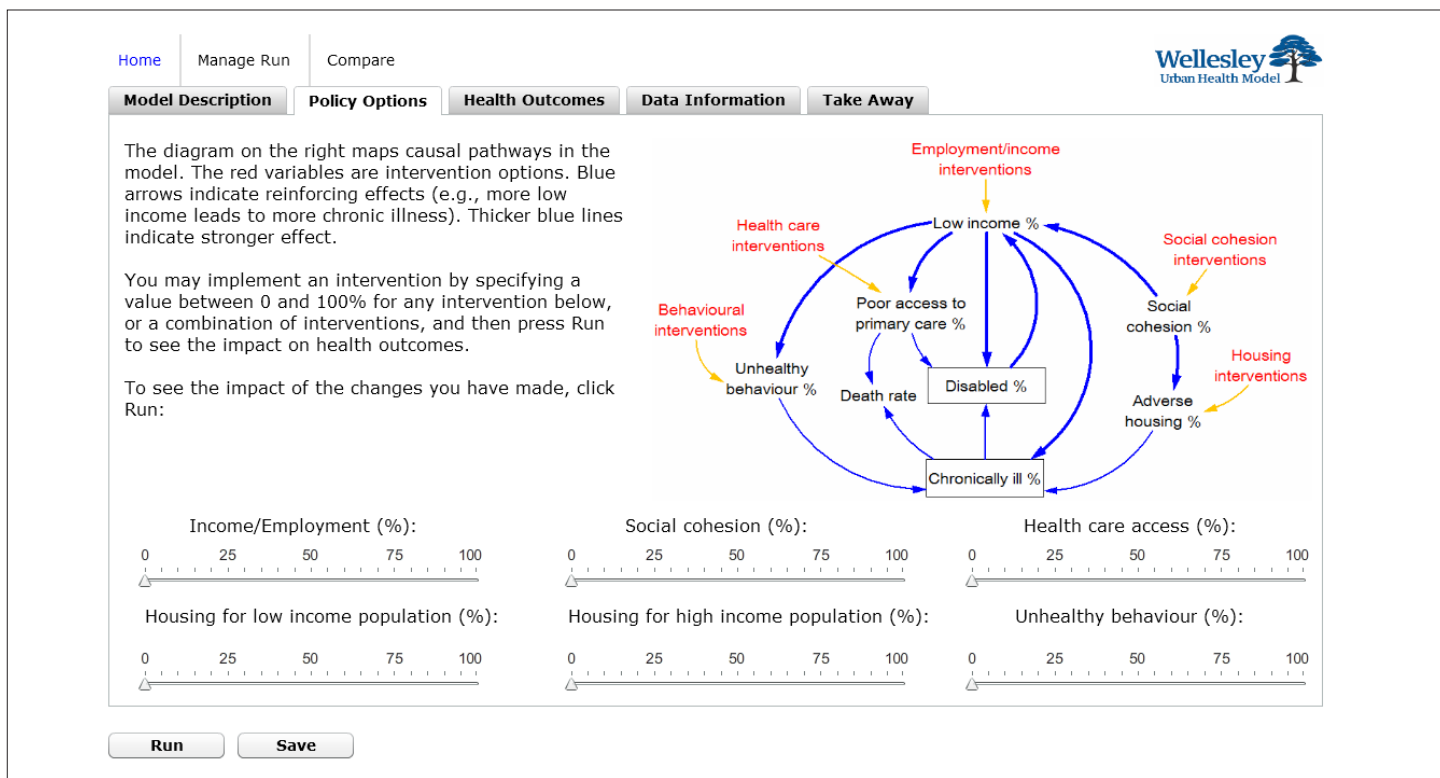 Home
Manage Run
Compare
Wellesley
Urban Health Model
Model Description
Policy Options
Health Outcomes
Data Information
Take Away
The diagram on the right maps causal pathways in the
model. The red variables are intervention options. Blue
arrows indicate reinforcing effects (e.g., more low
income leads to more chronic illness). Thicker blue lines
indicate stronger effect.
You may implement an intervention by specifying a
value between 0 and 100% for any intervention below,
or a combination of interventions, and then press Run
to see the impact on health outcomes.
To see the impact of the changes you have made, click
Run:
Employment/income
interventions
Low income %
Health care
interventions
Social cohesion
interventions
Poor access to
primary care %
Social
cohesion %
Behavioural
interventions
Housing
interventions
Unhealthy
behaviour %
Death rate
Disabled %
Adverse
housing %
Chronically ill %
Income/Employment (%):
0 25 50 75 100
Social cohesion (%):
0 25 50 75 100
Health care access (%):
0 25 50 75 100
Housing for low income population (%):
0 25 50 75 100
Housing for high income population (%):
0 25 50 75 100
Unhealthy behaviour (%):
0 25 50 75 100
Run
Save